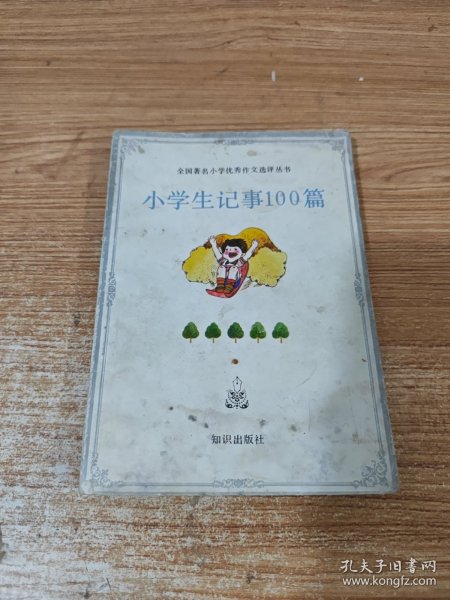 全国著名小学优秀作文选评丛书
小学生记事100篇
知识出版社
孔夫子旧书网
www.kongfz.com